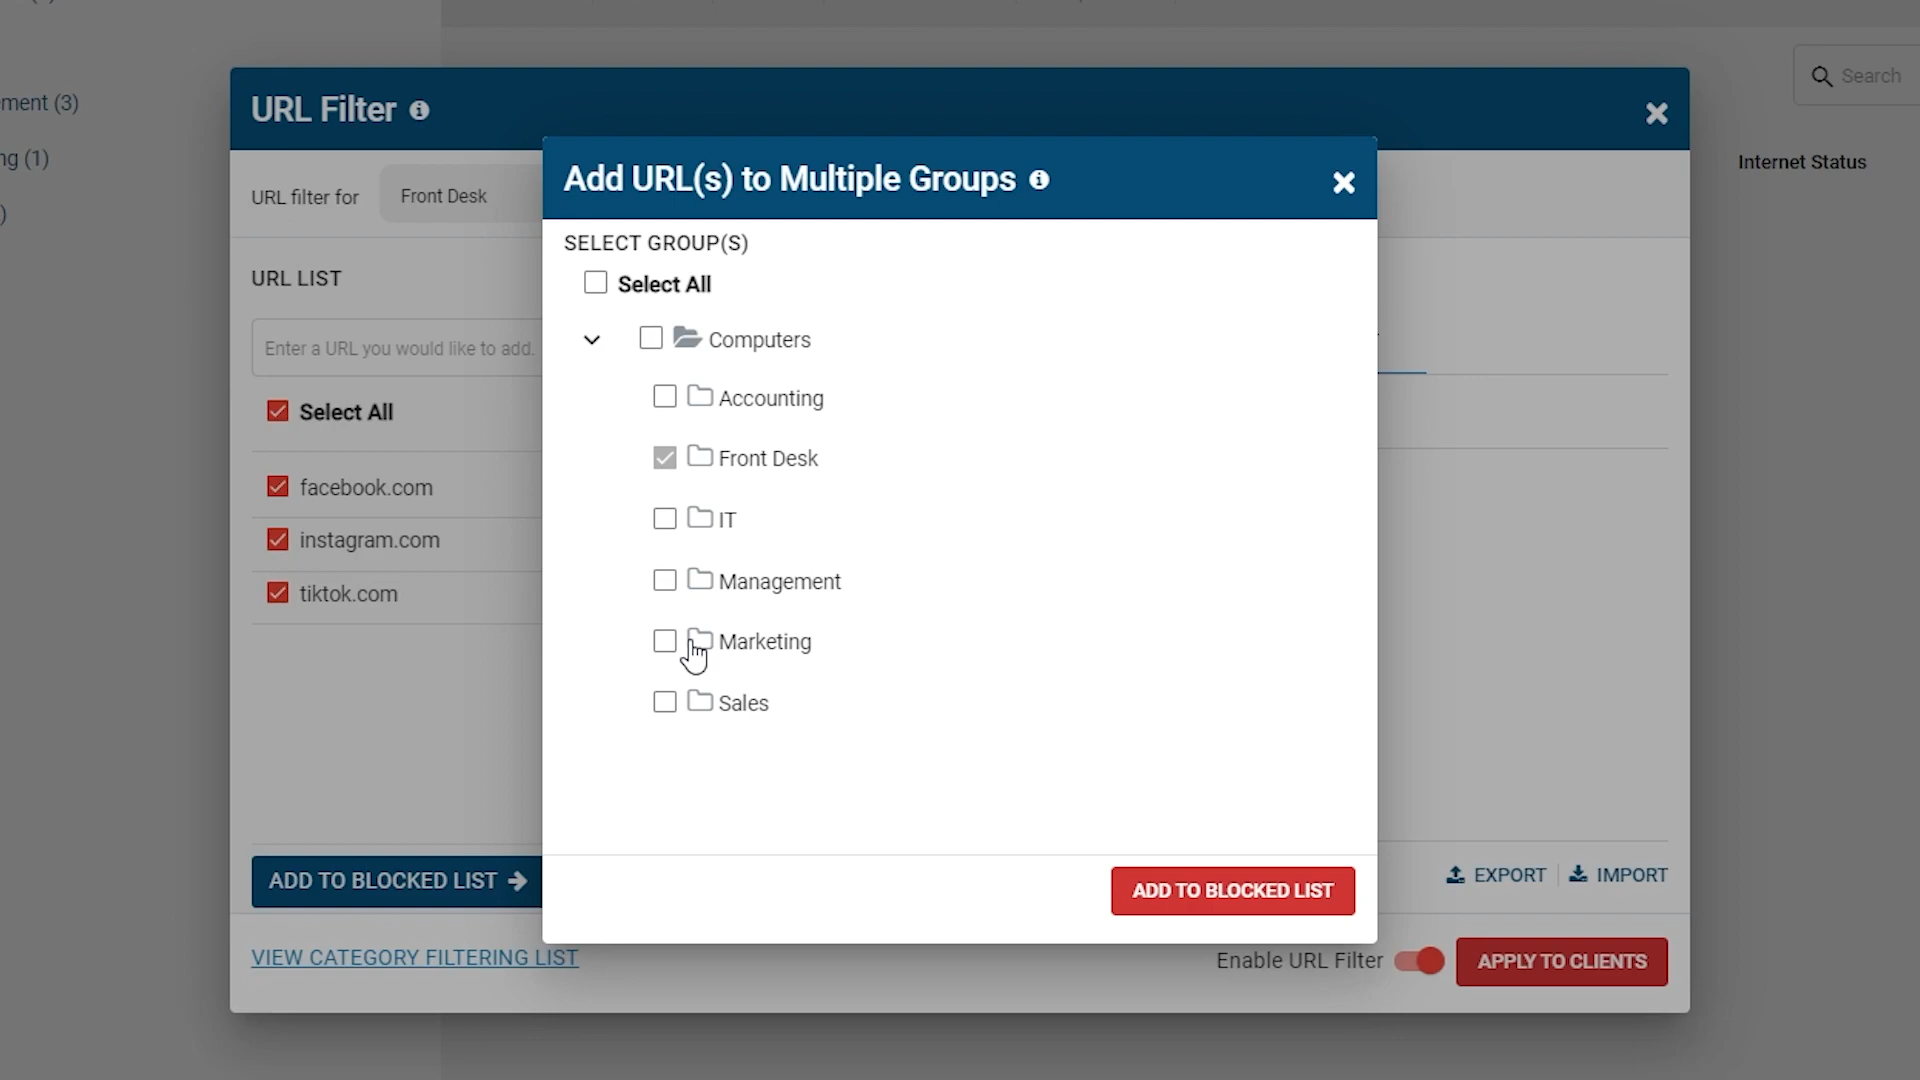 ment (3)
ng (1)
)
Search
Internet Status
URL Filter
URL filter for
Front Desk
URL LIST
Enter a URL you would like to add.
Select All
facebook.com
instagram.com
tiktok.com
ADD TO BLOCKED LIST
VIEW CATEGORY FILTERING LIST
Add URL(s) to Multiple Groups
SELECT GROUP(S)
Select All
Computers
Accounting
Front Desk
IT
Management
Marketing
Sales
ADD TO BLOCKED LIST
EXPORT
IMPORT
Enable URL Filter
APPLY TO CLIENTS